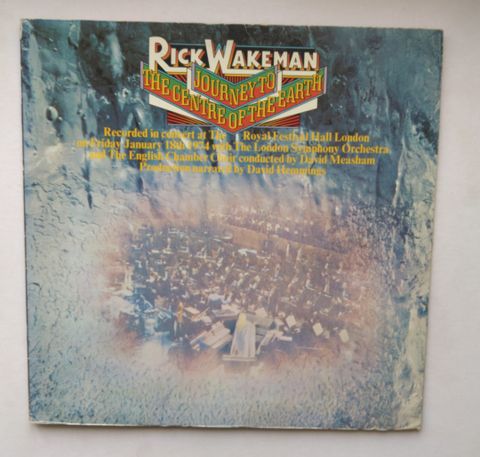 RICK WAKEMAN
JOURNEY TO
THE CENTRE OF THE EARTH
Recorded in concert at The Royal Festival Hall London
on Friday January 18th 1974 with The London Symphony Orchestra
and The English Chamber Choir conducted by David Measham
Production narrated by David Hemmings